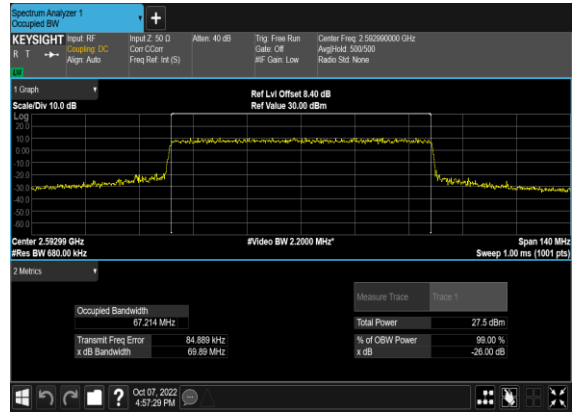 Spectrum Analyzer 1
Occupied BW
KEYSIGHT Input: RF Input Z: 50 Ω Atten: 40 dB Trig: Free Run Center Freq: 2.592990000 GHz
R T Coupling: DC Corr CCorr Gate: Off Avg|Hold: 500/500
Align: Auto Freq Ref: Int (S) #IF Gain: Low Radio Std: None
LW
1 Graph
Ref Lvl Offset 8.40 dB
Scale/Div 10.0 dB Ref Value 30.00 dBm
Log
20.0
10.0
0.00
-10.0
-20.0
-30.0
-40.0
-50.0
-60.0
Center 2.59299 GHz #Video BW 2.2000 MHz* Span 140 MHz
#Res BW 680.00 kHz Sweep 1.00 ms (1001 pts)
2 Metrics
Measure Trace Trace 1
Occupied Bandwidth
67.214 MHz Total Power 27.5 dBm
Transmit Freq Error 84.889 kHz % of OBW Power 99.00 %
x dB Bandwidth 69.89 MHz x dB -26.00 dB
? Oct 07, 2022
4:57:29 PM